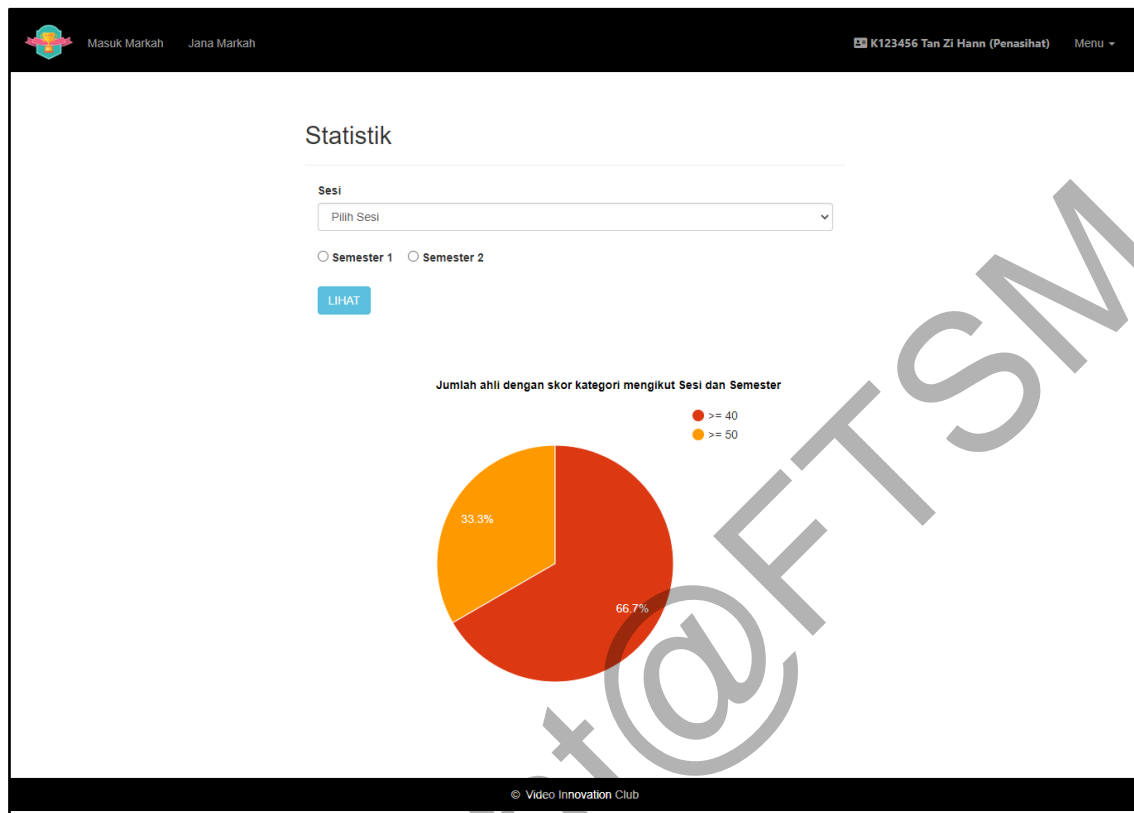 Masuk Markah Jana Markah K123456 Tan Zi Hann (Penasihat) Menu
Statistik
Sesi
Pilih Sesi
Semester 1 Semester 2
LIHAT
Jumlah ahli dengan skor kategori mengikut Sesi dan Semester
>= 40
>= 50
33.3%
66.7%
@FTSM
© Video Innovation Club